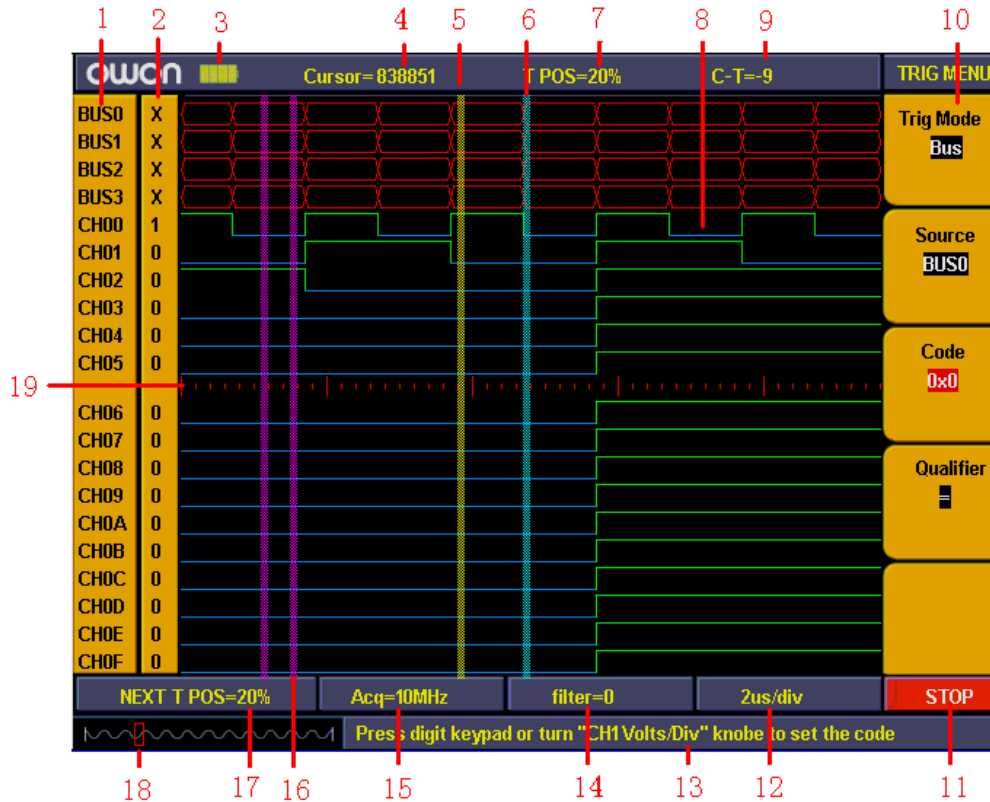 1 2 3 4 5 6 7 8 9 10
owon Cursor=838851 T POS=20% C-T=-9 TRIG MENU
BUS0 X
BUS1 X
BUS2 X
BUS3 X
CH00 1
CH01 0
CH02 0
CH03 0
CH04 0
CH05 0
19
CH06 0
CH07 0
CH08 0
CH09 0
CH0A 0
CH0B 0
CH0C 0
CH0D 0
CH0E 0
CH0F 0
Trig Mode
Bus
Source
BUS0
Code
0x0
Qualifier
=
NEXT T POS=20% Acq=10MHz filter=0 2us/div STOP
Press digit keypad or turn "CH1 Volts/Div" knobe to set the code
18 17 16 15 14 13 12 11